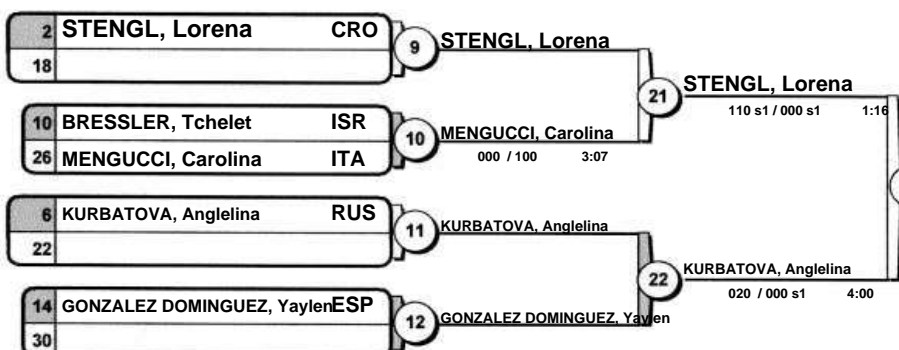 2 STENGL, Lorena CRO
18
9
STENGL, Lorena
10 BRESSLER, Tchelet ISR
26 MENGUCCI, Carolina ITA
10
MENGUCCI, Carolina
000 / 100 3:07
21
STENGL, Lorena
110 s1 / 000 s1 1:16
6 KURBATOVA, Anglelina RUS
22
11
KURBATOVA, Anglelina
14 GONZALEZ DOMINGUEZ, Yaylen ESP
30
12
GONZALEZ DOMINGUEZ, Yaylen
22
KURBATOVA, Anglelina
020 / 000 s1 4:00